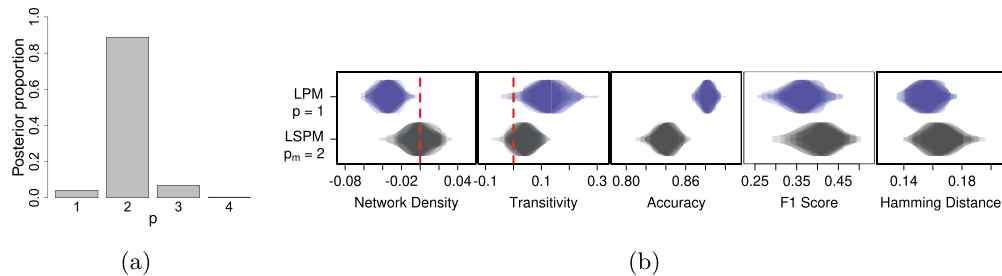 Posterior proportion
1.0
0.8
0.6
0.4
0.2
0.0
1 2 3 4
p
(a)
LPM
p = 1
LSPM
pm = 2
-0.08 -0.02 0.04
-0.1 0.1 0.3
0.80 0.86
0.25 0.35 0.45
0.14 0.18
Network Density
Transitivity
Accuracy
F1 Score
Hamming Distance
(b)